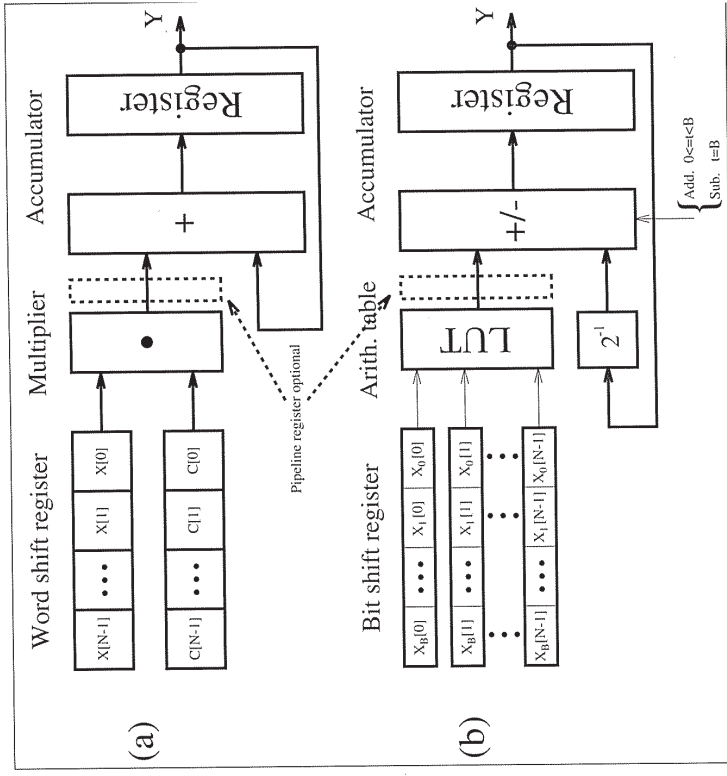 (a)
Word shift register
Multiplier
Accumulator
X[N-1] ••• X[1] X[0]
C[N-1] ••• C[1] C[0]
•
+
Register
Y
Pipeline register optional
(b)
Bit shift register
Arith. table
Accumulator
X_B[0] ••• X_1[0] X_0[0]
X_B[1] ••• X_1[1] X_0[1]
X_B[N-1] ••• X_1[N-1] X_0[N-1]
LUT
+/-
Register
Y
2^-1
Add. 0<=t<B
Sub. t=B